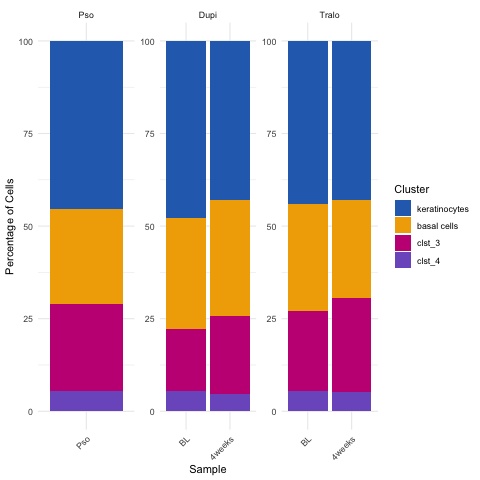 Pso
Dupi
Tralo
100
75
50
25
0
100
75
50
25
0
100
75
50
25
0
Percentage of Cells
Pso
BL
4weeks
BL
4weeks
Sample
Cluster
keratinocytes
basal cells
clst_3
clst_4